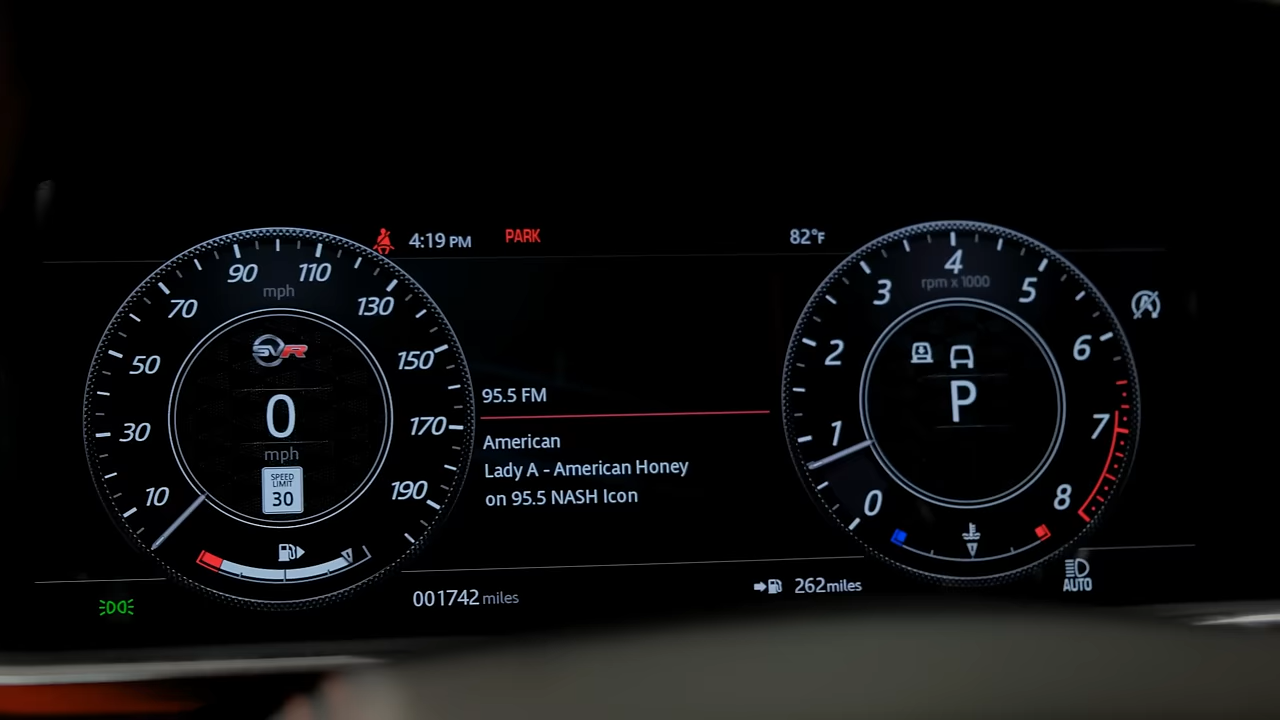 4:19 PM
PARK
82°F
90
110
mph
70
130
50
150
30
170
10
190
SVR
0
mph
SPEED
LIMIT
30
95.5 FM
American
Lady A - American Honey
on 95.5 NASH Icon
4
rpm x 1000
3
5
2
6
1
7
0
8
A
P
A
AUTO
001742 miles
262 miles